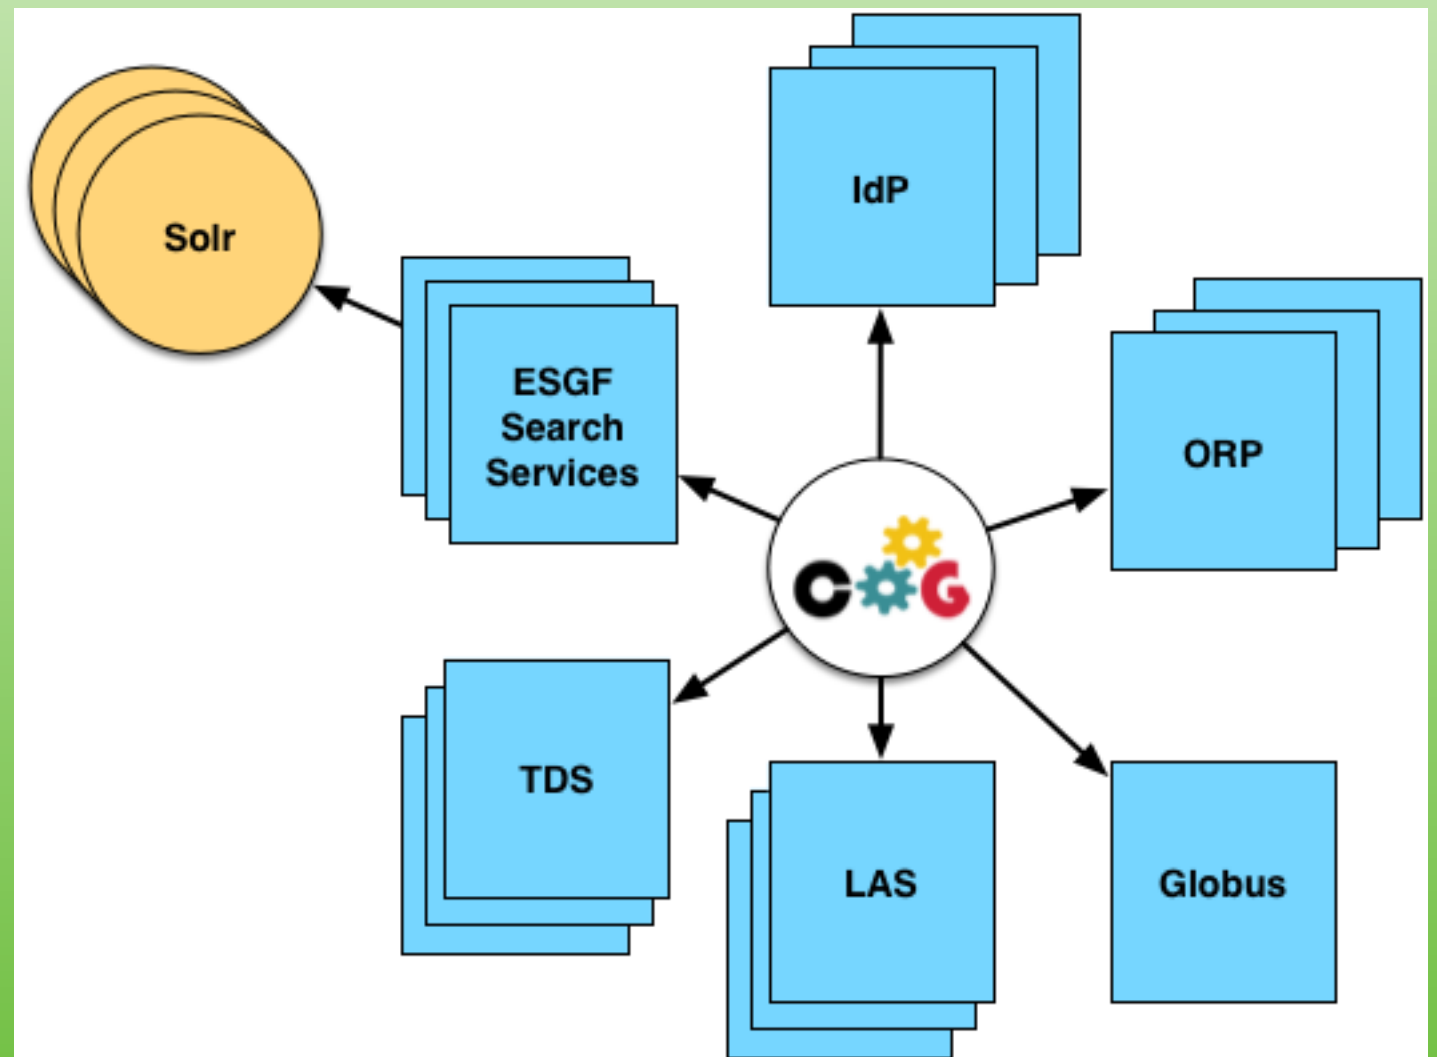 IdP
Solr
ESGF
Search
Services
ORP
COG
TDS
LAS
Globus